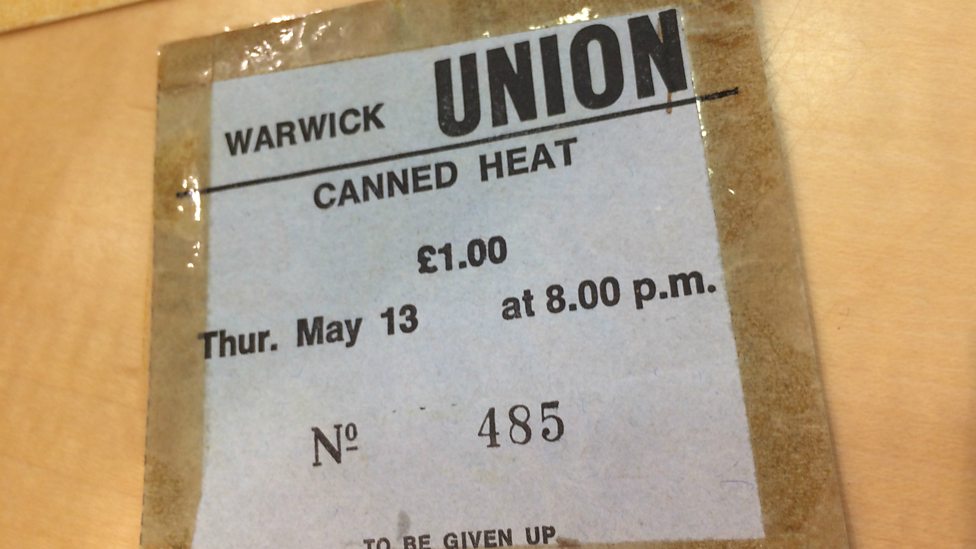 WARWICK UNION
CANNED HEAT
£1.00
Thur. May 13 at 8.00 p.m.
Nº 485
TO BE GIVEN UP